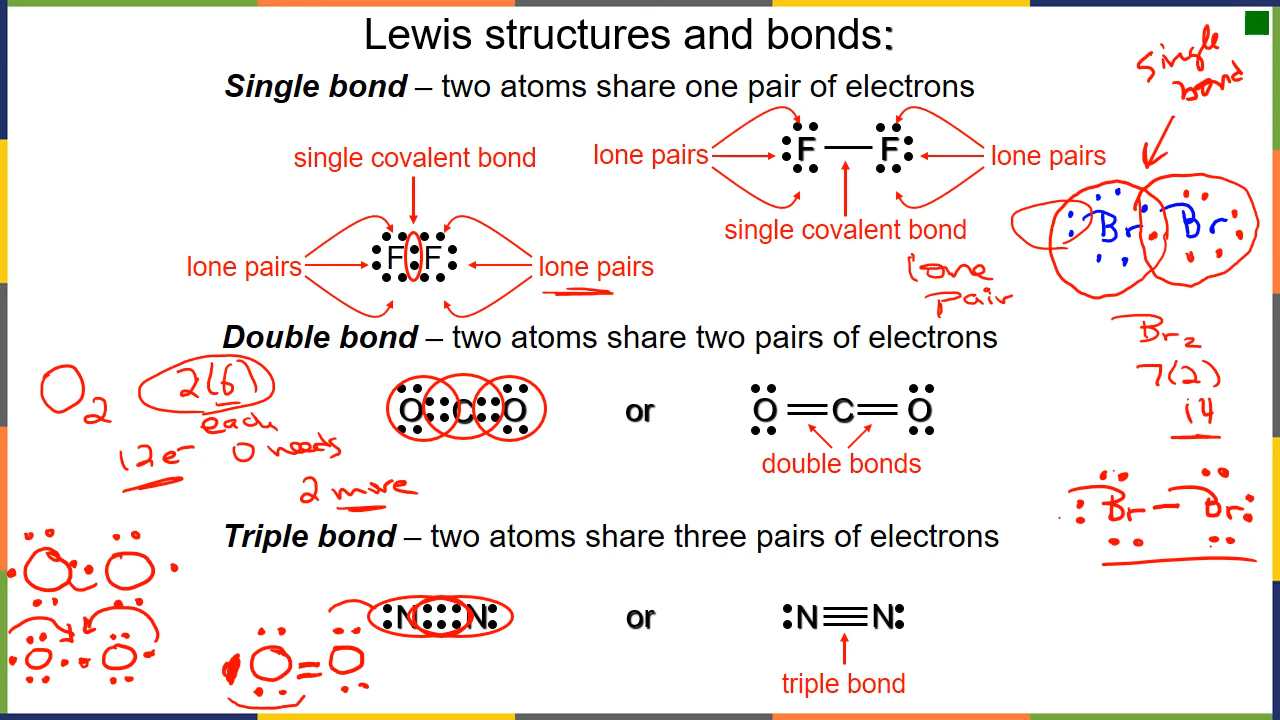 Lewis structures and bonds:
Single bond – two atoms share one pair of electrons
single
bond
single covalent bond
lone pairs
F — F
lone pairs
single covalent bond
lone pairs
F F
lone pairs
Br Br
lone
pair
Double bond – two atoms share two pairs of electrons
Br2
7(2)
14
O2
2(6)
each
12e-
O needs
2 more
O C O
or
O = C = O
double bonds
Br – Br
Triple bond – two atoms share three pairs of electrons
O O
O O
O = O
N N
or
N ≡ N
triple bond